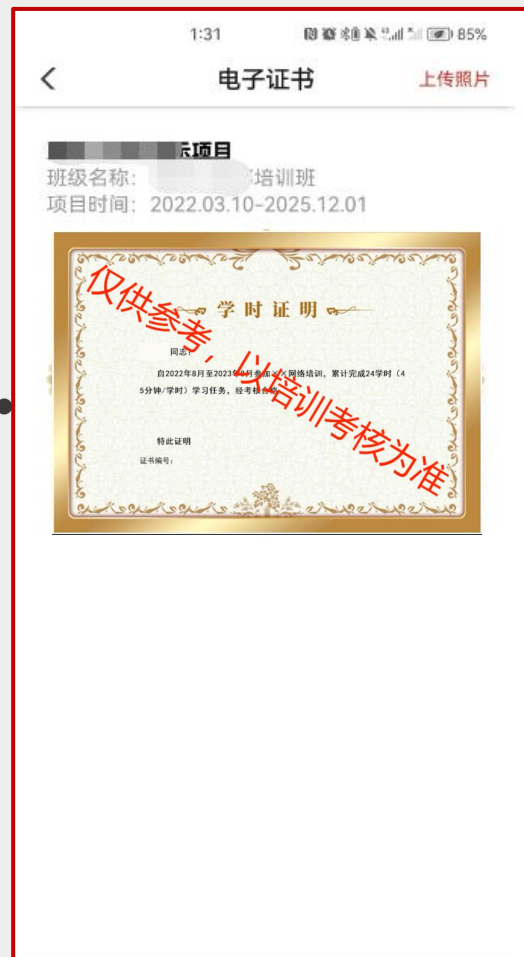 1:31
85%
电子证书
上传照片
示项目
班级名称: 培训班
项目时间: 2022.03.10-2025.12.01
学时证明
同志:
自2022年8月至2023年 月参加××网络培训,累计完成24学时(4
5分钟/学时)学习任务,经考核合格。
特此证明
证书编号:
仅供参考,以培训考核为准